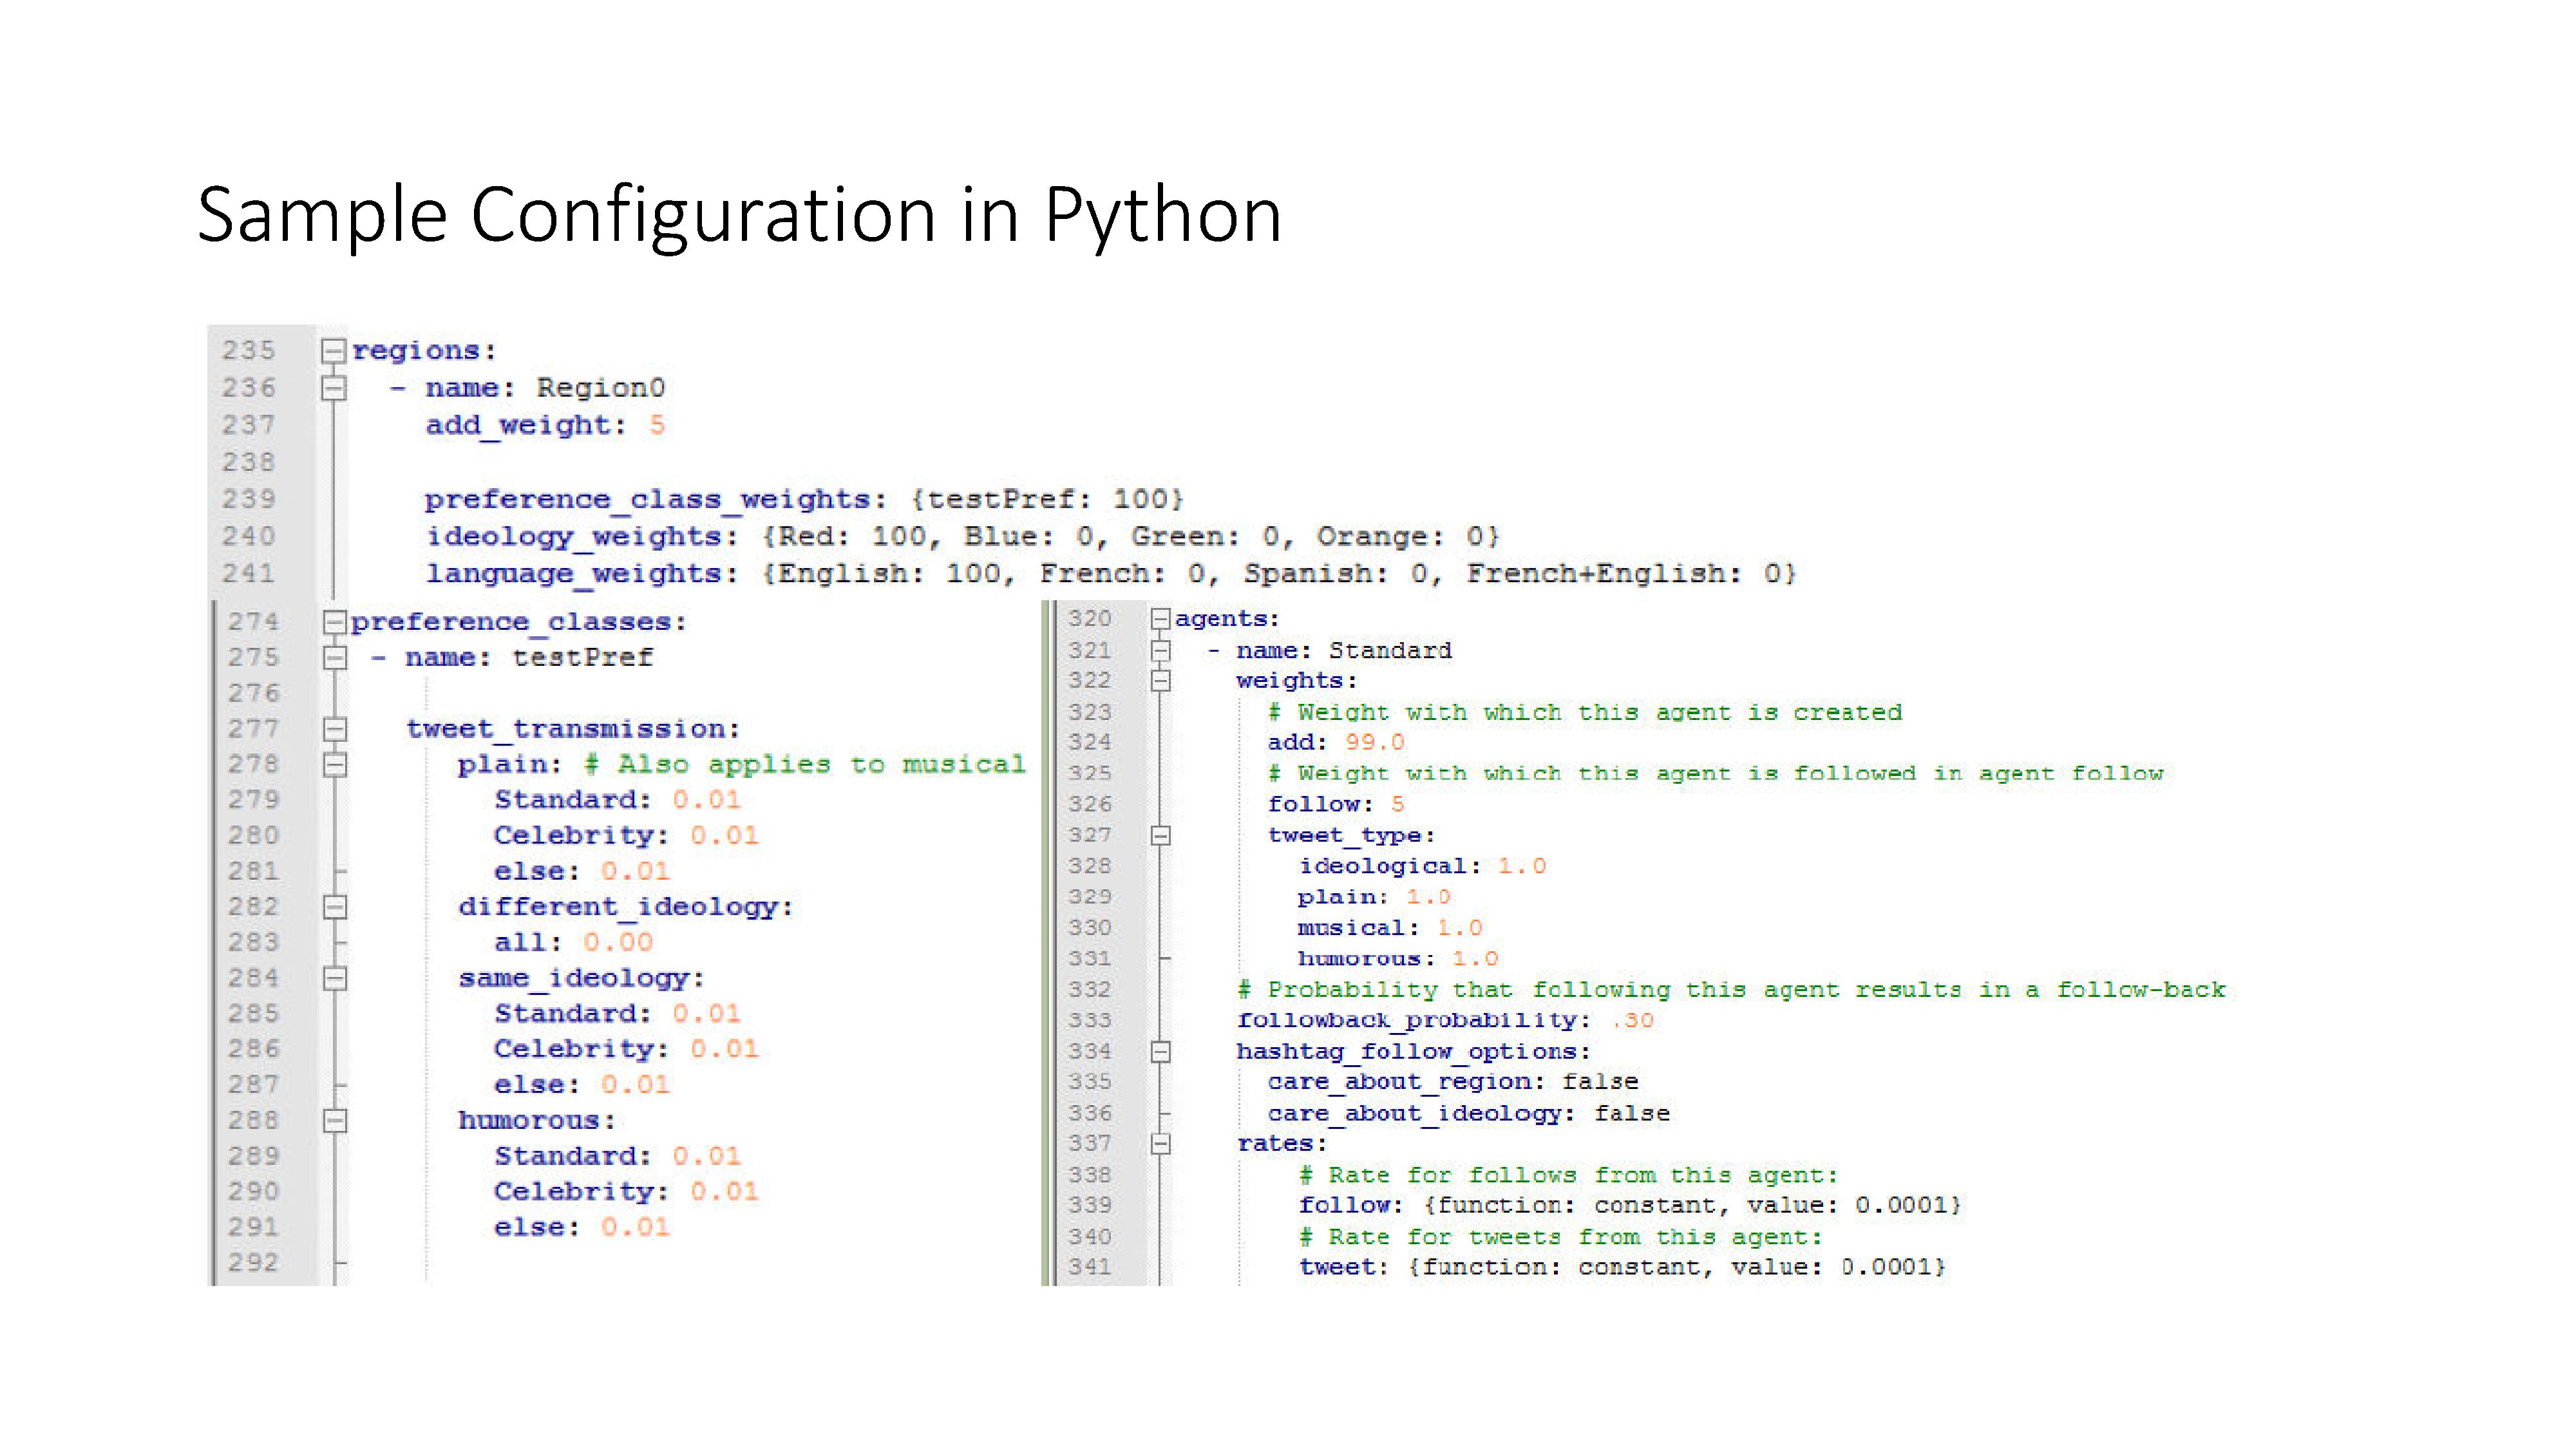 Sample Configuration in Python
235 regions:
236 - name: Region0
237 add_weight: 5
238
239 preference_class_weights: {testPref: 100}
240 ideology_weights: {Red: 100, Blue: 0, Green: 0, Orange: 0}
241 language_weights: {English: 100, French: 0, Spanish: 0, French+English: 0}
274 preference_classes:
275 - name: testPref
276
277 tweet_transmission:
278 plain: # Also applies to musical
279 Standard: 0.01
280 Celebrity: 0.01
281 else: 0.01
282 different_ideology:
283 all: 0.00
284 same_ideology:
285 Standard: 0.01
286 Celebrity: 0.01
287 else: 0.01
288 humorous:
289 Standard: 0.01
290 Celebrity: 0.01
291 else: 0.01
292
320 agents:
321 - name: Standard
322 weights:
323 # Weight with which this agent is created
324 add: 99.0
325 # Weight with which this agent is followed in agent follow
326 follow: 5
327 tweet_type:
328 ideological: 1.0
329 plain: 1.0
330 musical: 1.0
331 humorous: 1.0
332 # Probability that following this agent results in a follow-back
333 followback_probability: .30
334 hashtag_follow_options:
335 care_about_region: false
336 care_about_ideology: false
337 rates:
338 # Rate for follows from this agent:
339 follow: {function: constant, value: 0.0001}
340 # Rate for tweets from this agent:
341 tweet: {function: constant, value: 0.0001}